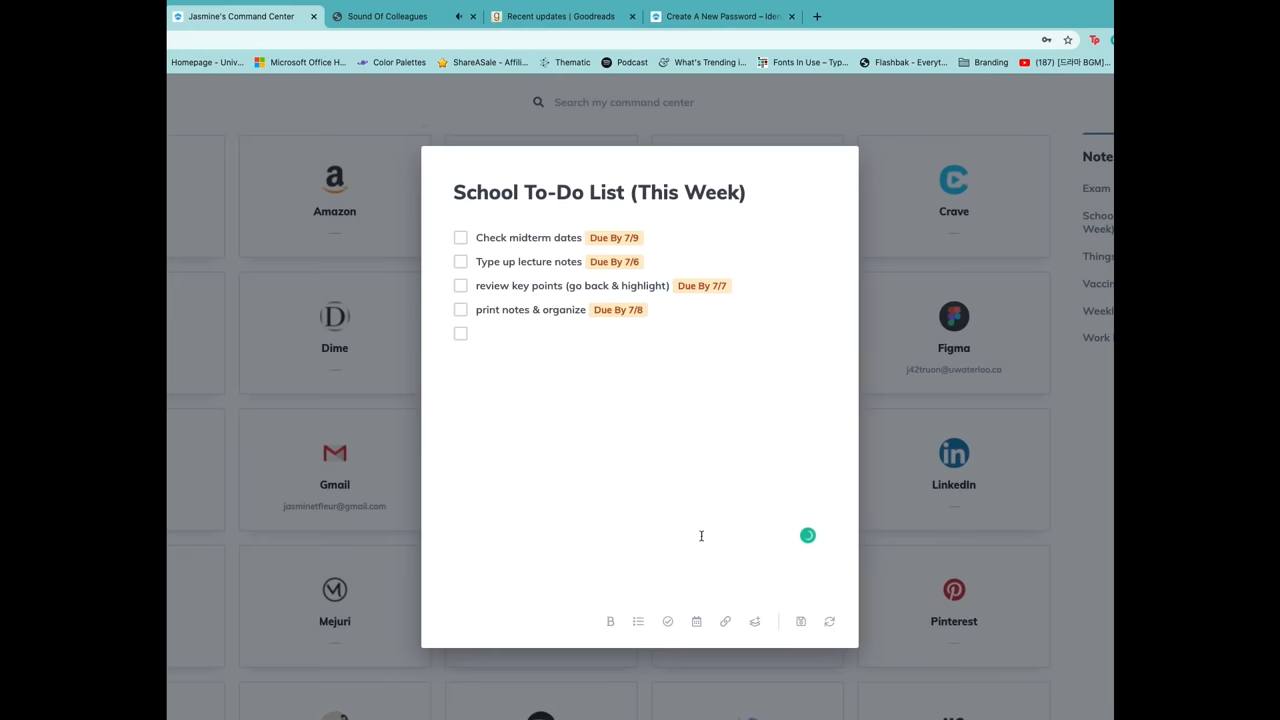 Jasmine's Command Center
Sound Of Colleagues
Recent updates | Goodreads
Create A New Password – Iden
Homepage - Univ...
Microsoft Office H...
Color Palettes
ShareASale - Affili...
Thematic
Podcast
What's Trending i...
Fonts In Use – Typ...
Flashbak - Everyt...
Branding
(187) [드라마 BGM]...
Search my command center
Amazon
Crave
Dime
Figma
j42truon@uwaterloo.ca
Gmail
jasminetfleur@gmail.com
LinkedIn
Mejuri
Pinterest
Note
Exam
Schoo
Week)
Things
Vaccin
Weekl
Work
School To-Do List (This Week)
Check midterm dates Due By 7/9
Type up lecture notes Due By 7/6
review key points (go back & highlight) Due By 7/7
print notes & organize Due By 7/8